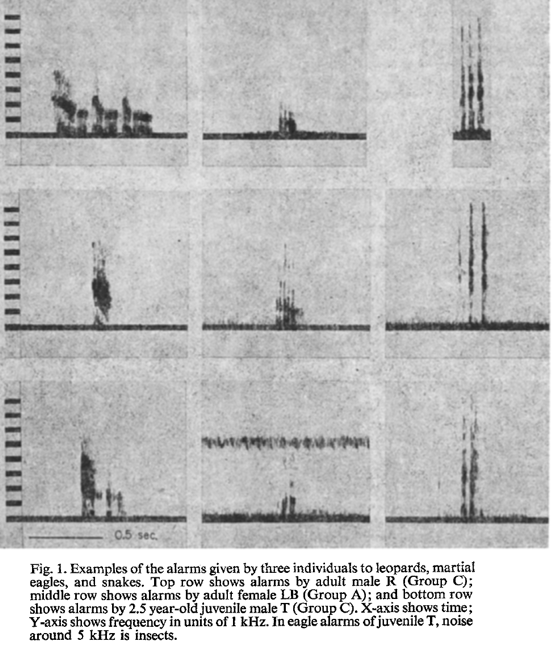 0.5 sec.
Fig. 1. Examples of the alarms given by three individuals to leopards, martial
eagles, and snakes. Top row shows alarms by adult male R (Group C);
middle row shows alarms by adult female LB (Group A); and bottom row
shows alarms by 2.5 year-old juvenile male T (Group C). X-axis shows time;
Y-axis shows frequency in units of 1 kHz. In eagle alarms of juvenile T, noise
around 5 kHz is insects.